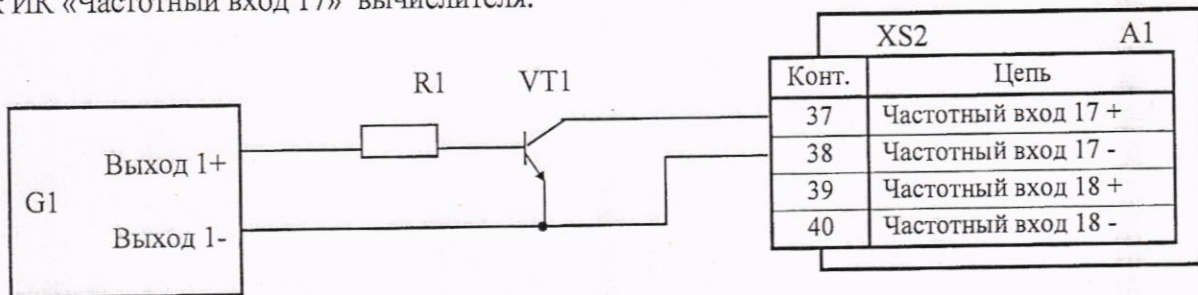 ИК «Частотный вход 17» вычислителя.
XS2 A1
R1 VT1
Конт. Цепь
37 Частотный вход 17 +
38 Частотный вход 17 -
39 Частотный вход 18 +
40 Частотный вход 18 -
Выход 1+
G1
Выход 1-